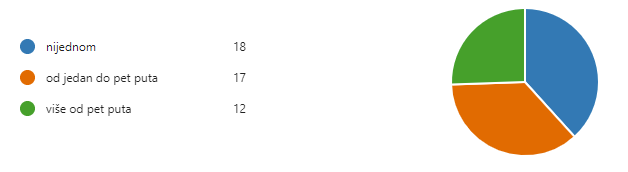 nijednom 18
od jedan do pet puta 17
više od pet puta 12